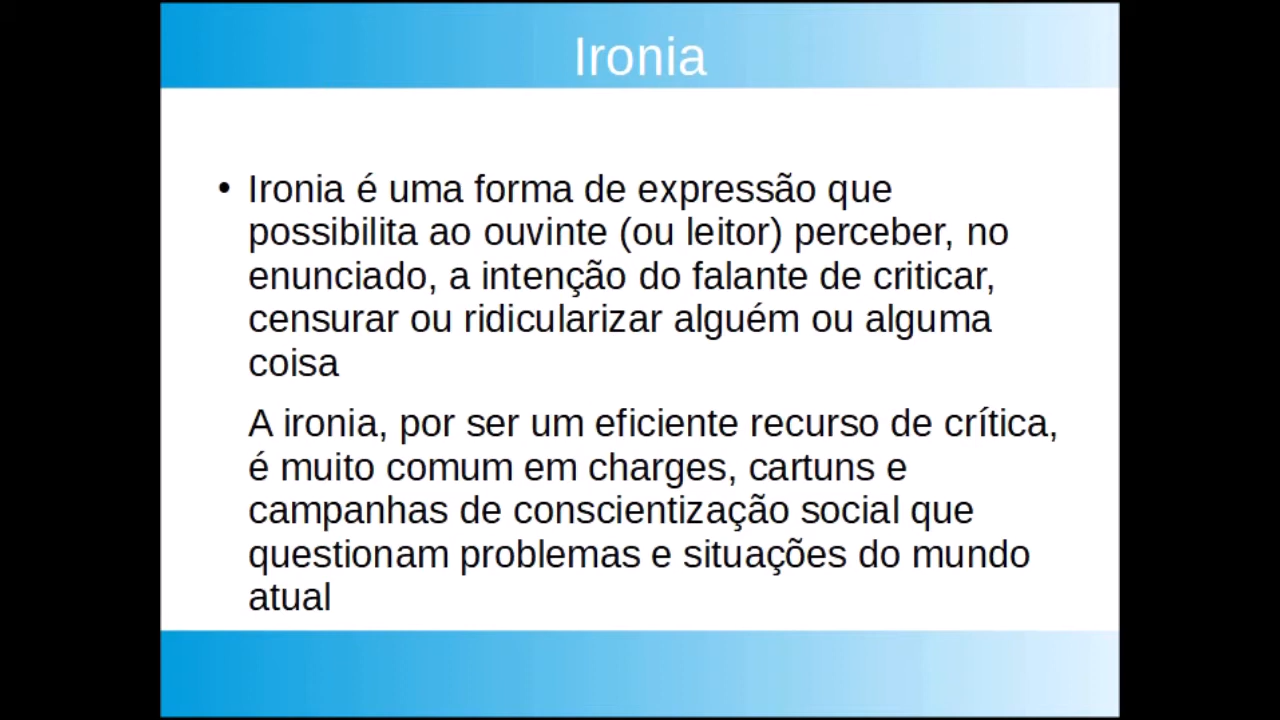 Ironia
• Ironia é uma forma de expressão que
possibilita ao ouvinte (ou leitor) perceber, no
enunciado, a intenção do falante de criticar,
censurar ou ridicularizar alguém ou alguma
coisa
A ironia, por ser um eficiente recurso de crítica,
é muito comum em charges, cartuns e
campanhas de conscientização social que
questionam problemas e situações do mundo
atual